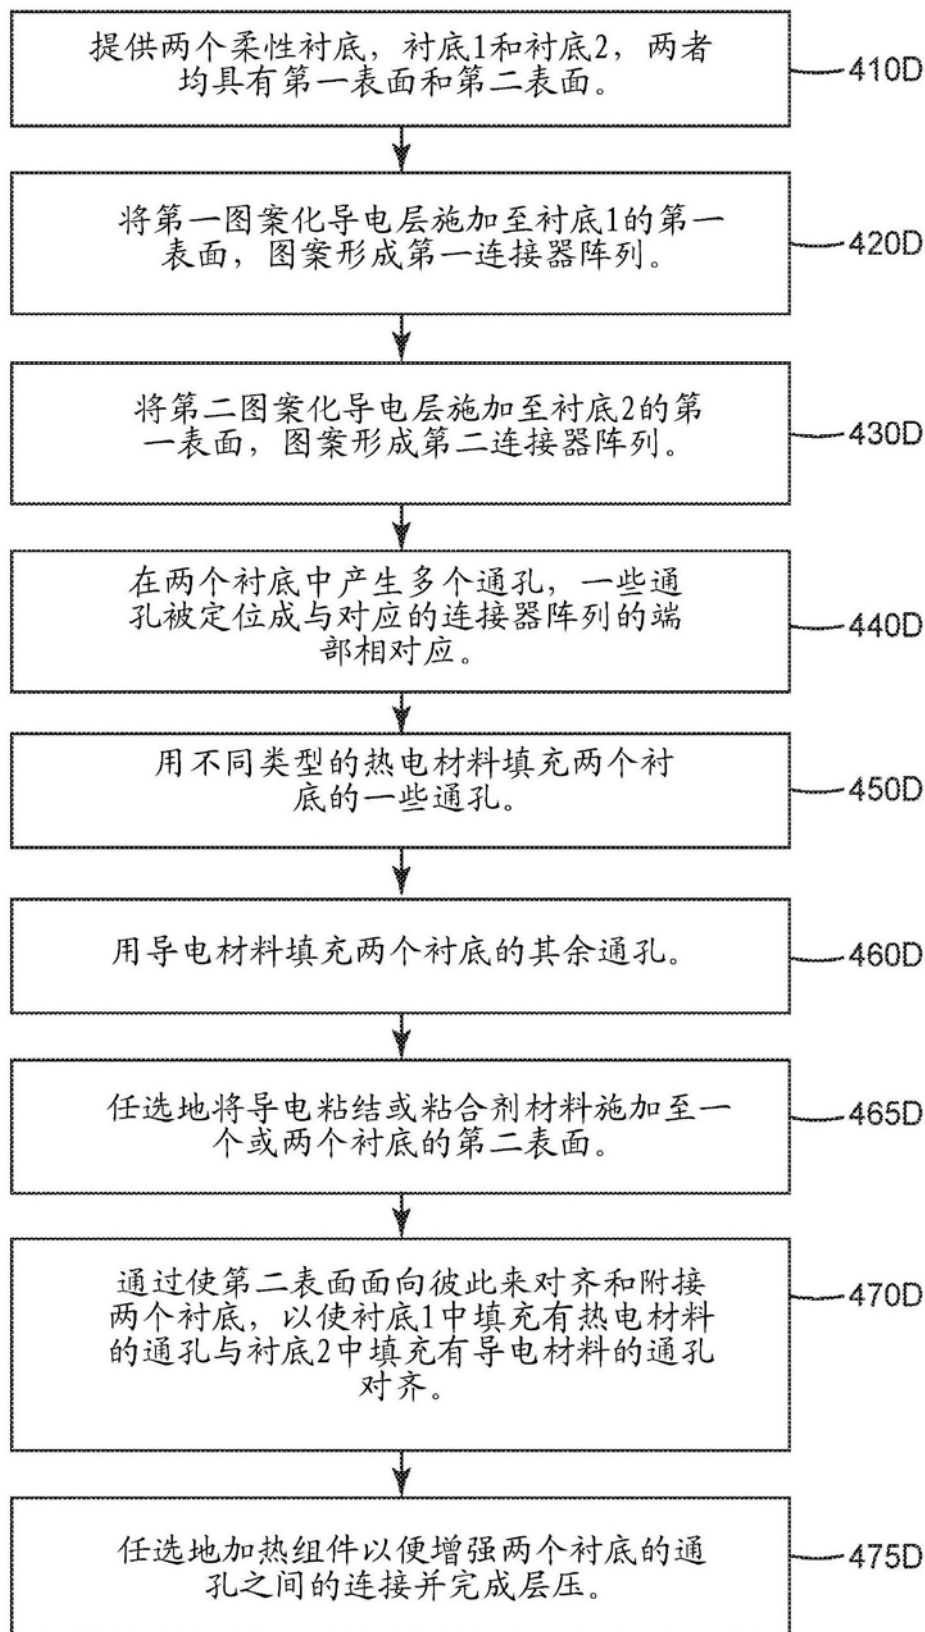 提供两个柔性衬底，衬底1和衬底2，两者
均具有第一表面和第二表面。
410D
将第一图案化导电层施加至衬底1的第一
表面，图案形成第一连接器阵列。
420D
将第二图案化导电层施加至衬底2的第
一表面，图案形成第二连接器阵列。
430D
在两个衬底中产生多个通孔，一些通
孔被定位成与对应的连接器阵列的端
部相对应。
440D
用不同类型的热电材料填充两个衬
底的一些通孔。
450D
用导电材料填充两个衬底的其余通孔。
460D
任选地将导电粘结或粘合剂材料施加至一
个或两个衬底的第二表面。
465D
通过使第二表面面向彼此来对齐和附接
两个衬底，以使衬底1中填充有热电材料
的通孔与衬底2中填充有导电材料的通孔
对齐。
470D
任选地加热组件以便增强两个衬底的通
孔之间的连接并完成层压。
475D